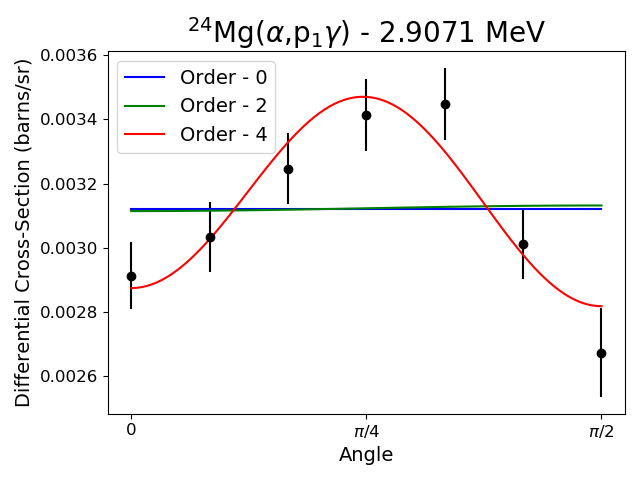 ²⁴Mg(α,p₁γ) - 2.9071 MeV
Differential Cross-Section (barns/sr)
0.0036
0.0034
0.0032
0.0030
0.0028
0.0026
Order - 0
Order - 2
Order - 4
0
π/4
π/2
Angle